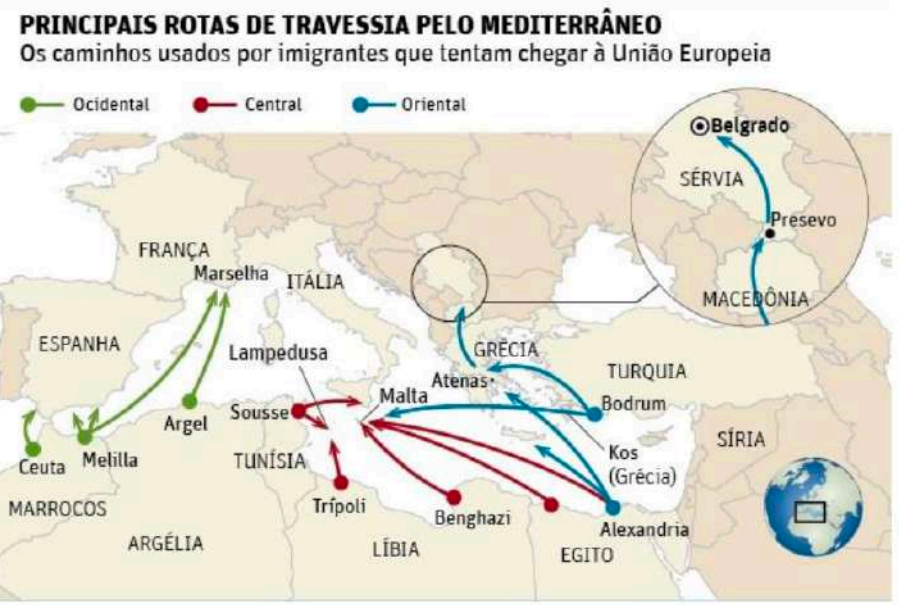 PRINCIPAIS ROTAS DE TRAVESSIA PELO MEDITERRÂNEO
Os caminhos usados por imigrantes que tentam chegar à União Europeia
Ocidental
Central
Oriental
Belgrado
SÉRVIA
Presevo
MACEDÔNIA
FRANÇA
Marselha
ITÁLIA
ESPANHA
Lampedusa
GRÉCIA
Atenas
TURQUIA
Malta
Bodrum
Argel
Sousse
Kos
(Grécia)
SÍRIA
Ceuta
Melilla
TUNÍSIA
MARROCOS
Trípoli
Benghazi
Alexandria
ARGÉLIA
LÍBIA
EGITO